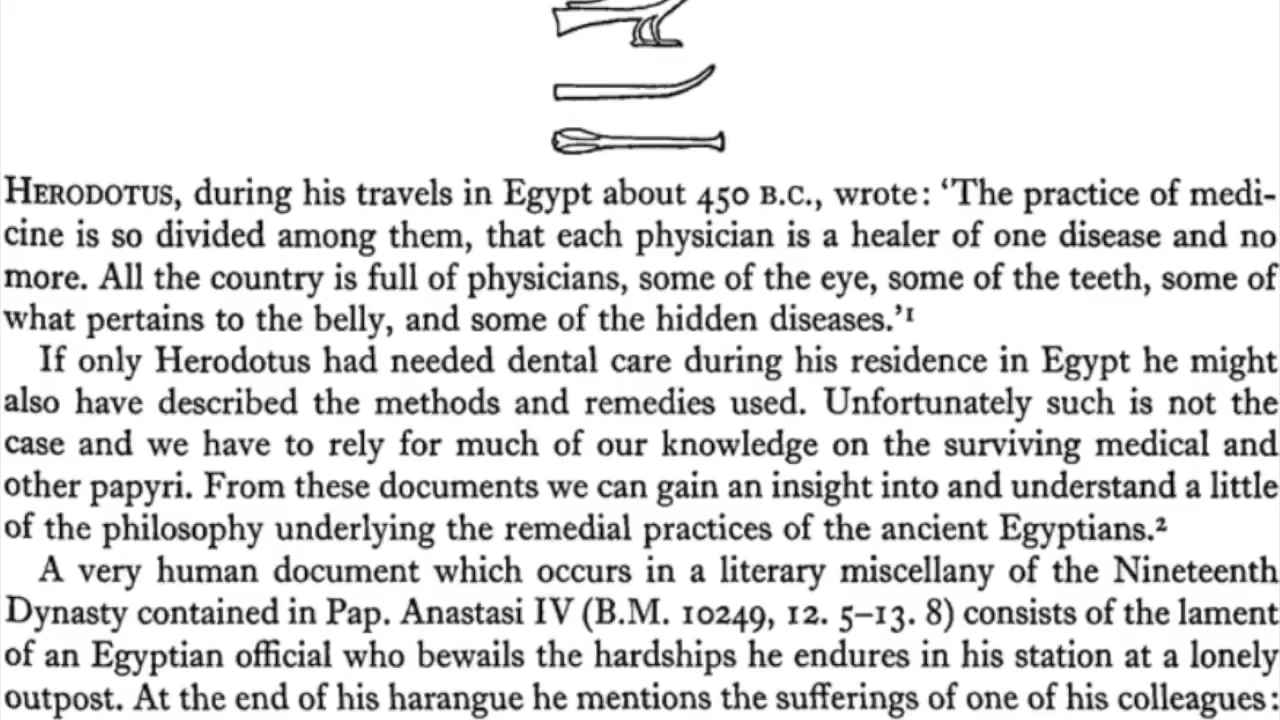 HERODOTUS, during his travels in Egypt about 450 B.C., wrote: ‘The practice of medi-
cine is so divided among them, that each physician is a healer of one disease and no
more. All the country is full of physicians, some of the eye, some of the teeth, some of
what pertains to the belly, and some of the hidden diseases.’¹
If only Herodotus had needed dental care during his residence in Egypt he might
also have described the methods and remedies used. Unfortunately such is not the
case and we have to rely for much of our knowledge on the surviving medical and
other papyri. From these documents we can gain an insight into and understand a little
of the philosophy underlying the remedial practices of the ancient Egyptians.²
A very human document which occurs in a literary miscellany of the Nineteenth
Dynasty contained in Pap. Anastasi IV (B.M. 10249, 12. 5–13. 8) consists of the lament
of an Egyptian official who bewails the hardships he endures in his station at a lonely
outpost. At the end of his harangue he mentions the sufferings of one of his colleagues: